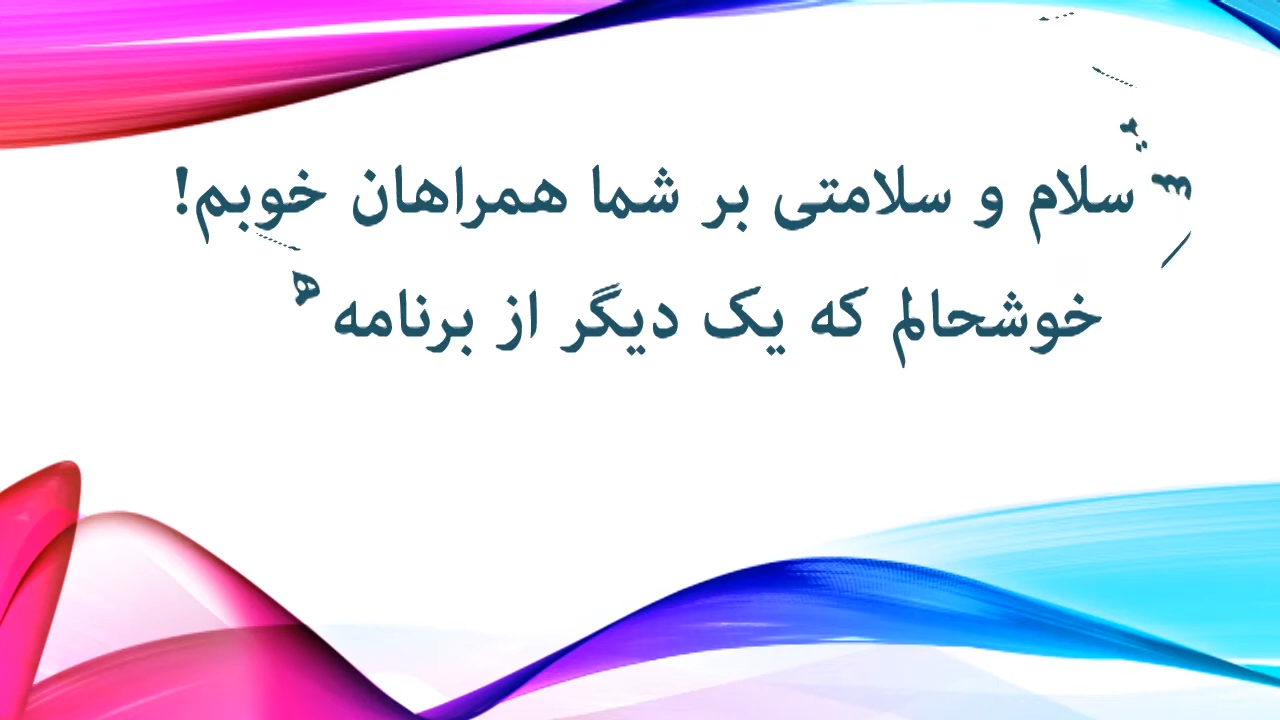 سلام و سلامتی بر شما همراهان خوبم!
خوشحالم که یک دیگر از برنامه